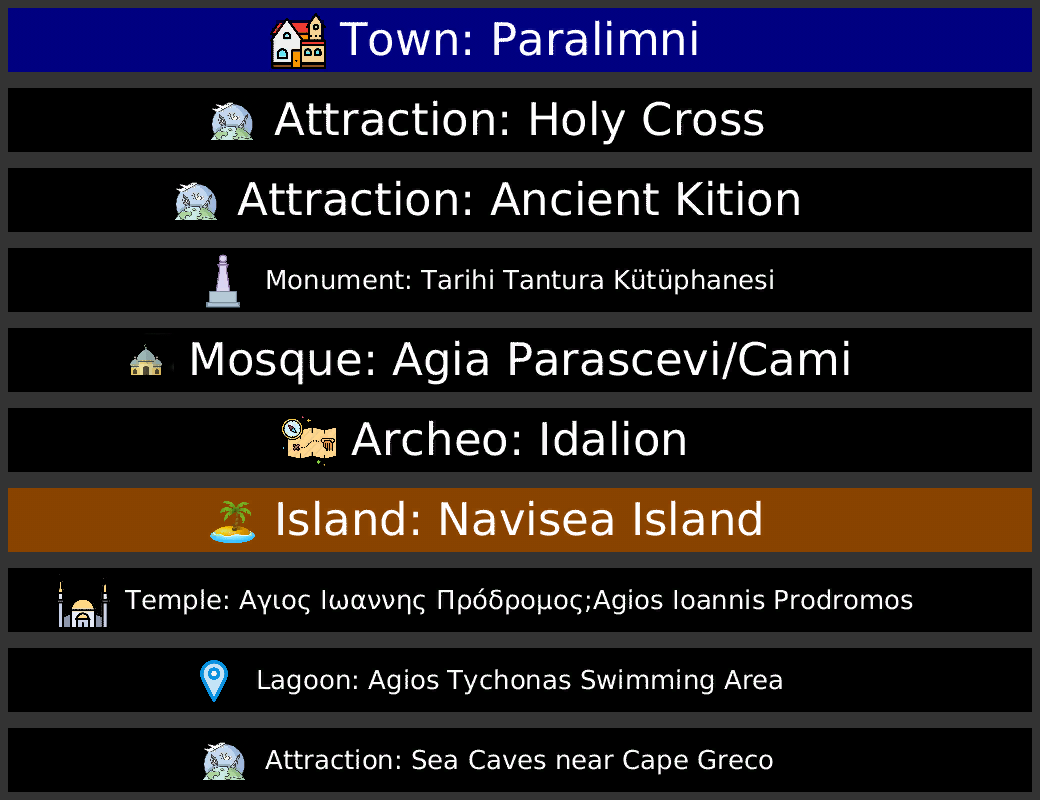 Town: Paralimni
Attraction: Holy Cross
Attraction: Ancient Kition
Monument: Tarihi Tantura Kütüphanesi
Mosque: Agia Parascevi/Cami
Archeo: Idalion
Island: Navisea Island
Temple: Αγιος Ιωαννης Πρόδρομος;Agios Ioannis Prodromos
Lagoon: Agios Tychonas Swimming Area
Attraction: Sea Caves near Cape Greco